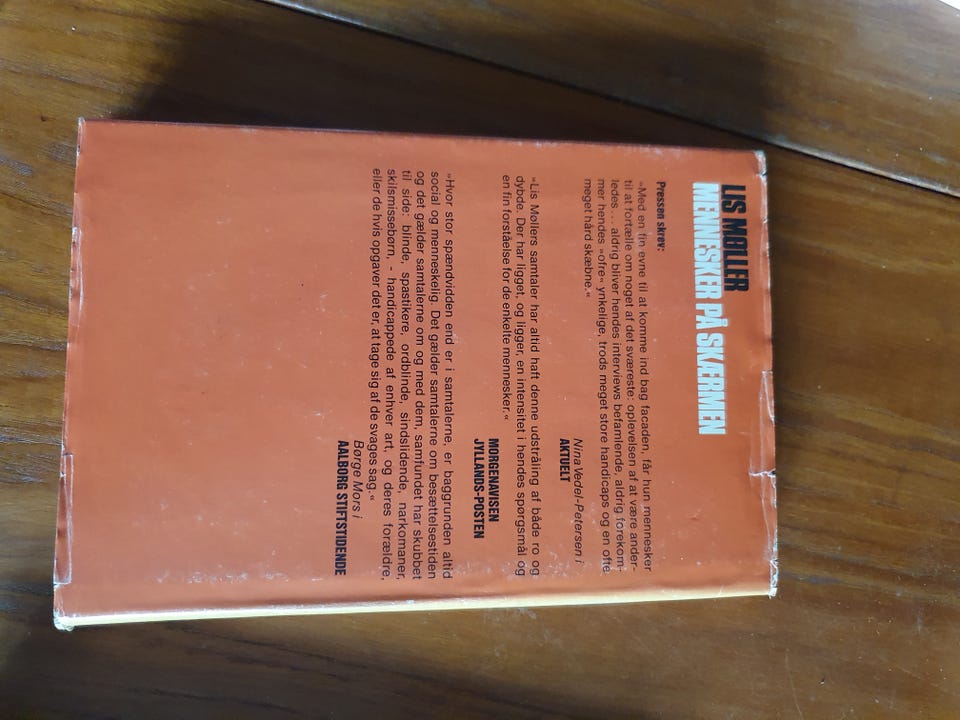 LIS MØLLER
MENNESKER PÅ SKÆRMEN
Pressen skrev:
»Med en fin evne til at komme ind bag facaden, får hun mennesker
til at fortælle om noget af det sværeste: oplevelsen af at være ander-
ledes ... aldrig bliver hendes interviews befamlende, aldrig forekom-
mer hendes »ofre« ynkelige, trods meget store handicaps og en ofte
meget hård skæbne.«
Nina Vedel-Petersen i
AKTUELT
»Lis Møllers samtaler har altid haft denne udstråling af både ro og
dybde. Der har ligget, og ligger, en intensitet i hendes spørgsmål og
en fin forståelse for de enkelte mennesker.«
MORGENAVISEN
JYLLANDS-POSTEN
»Hvor stor spændvidden end er i samtalerne, er baggrunden altid
social og menneskelig. Det gælder samtalerne om besættelsestiden
og det gælder samtalerne om og med dem, samfundet har skubbet
til side: blinde, spastikere, ordblinde, sindslidende, narkomaner,
skilsmissebørn, - handicappede af enhver art, og deres forældre,
eller de hvis opgaver det er, at tage sig af de svages sag.«
Børge Mors i
AALBORG STIFTSTIDENDE